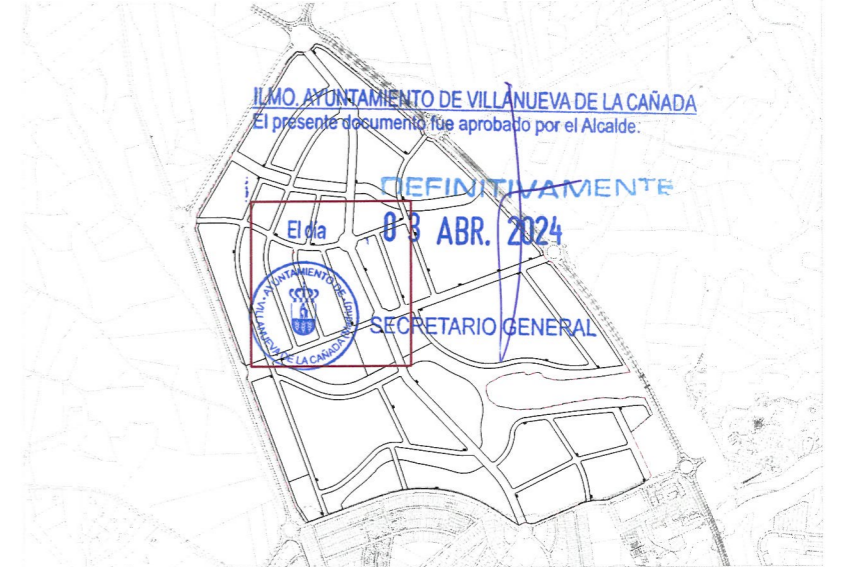 ILMO. AYUNTAMIENTO DE VILLANUEVA DE LA CAÑADA
El presente documento fue aprobado por el Alcalde:
DEFINITIVAMENTE
El día
03 ABR. 2024
AYUNTAMIENTO DE
VILLANUEVA DE LA CAÑADA (Madrid)
SECRETARIO GENERAL